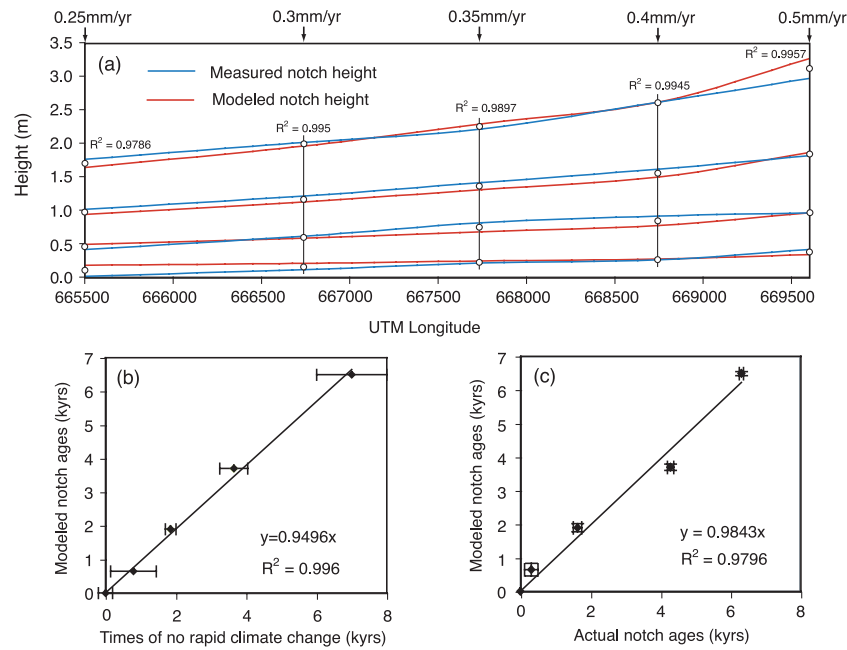 0.25mm/yr 0.3mm/yr 0.35mm/yr 0.4mm/yr 0.5mm/yr
3.5
3.0
2.5
2.0
1.5
1.0
0.5
0.0
Height (m)
(a)
Measured notch height
Modeled notch height
R² = 0.9786
R² = 0.995
R² = 0.9897
R² = 0.9945
R² = 0.9957
665500 666000 666500 667000 667500 668000 668500 669000 669500
UTM Longitude
7
6
5
4
3
2
1
0
Modeled notch ages (kyrs)
(b)
y=0.9496x
R² = 0.996
0 2 4 6 8
Times of no rapid climate change (kyrs)
7
6
5
4
3
2
1
0
Modeled notch ages (kyrs)
(c)
y = 0.9843x
R² = 0.9796
0 2 4 6 8
Actual notch ages (kyrs)